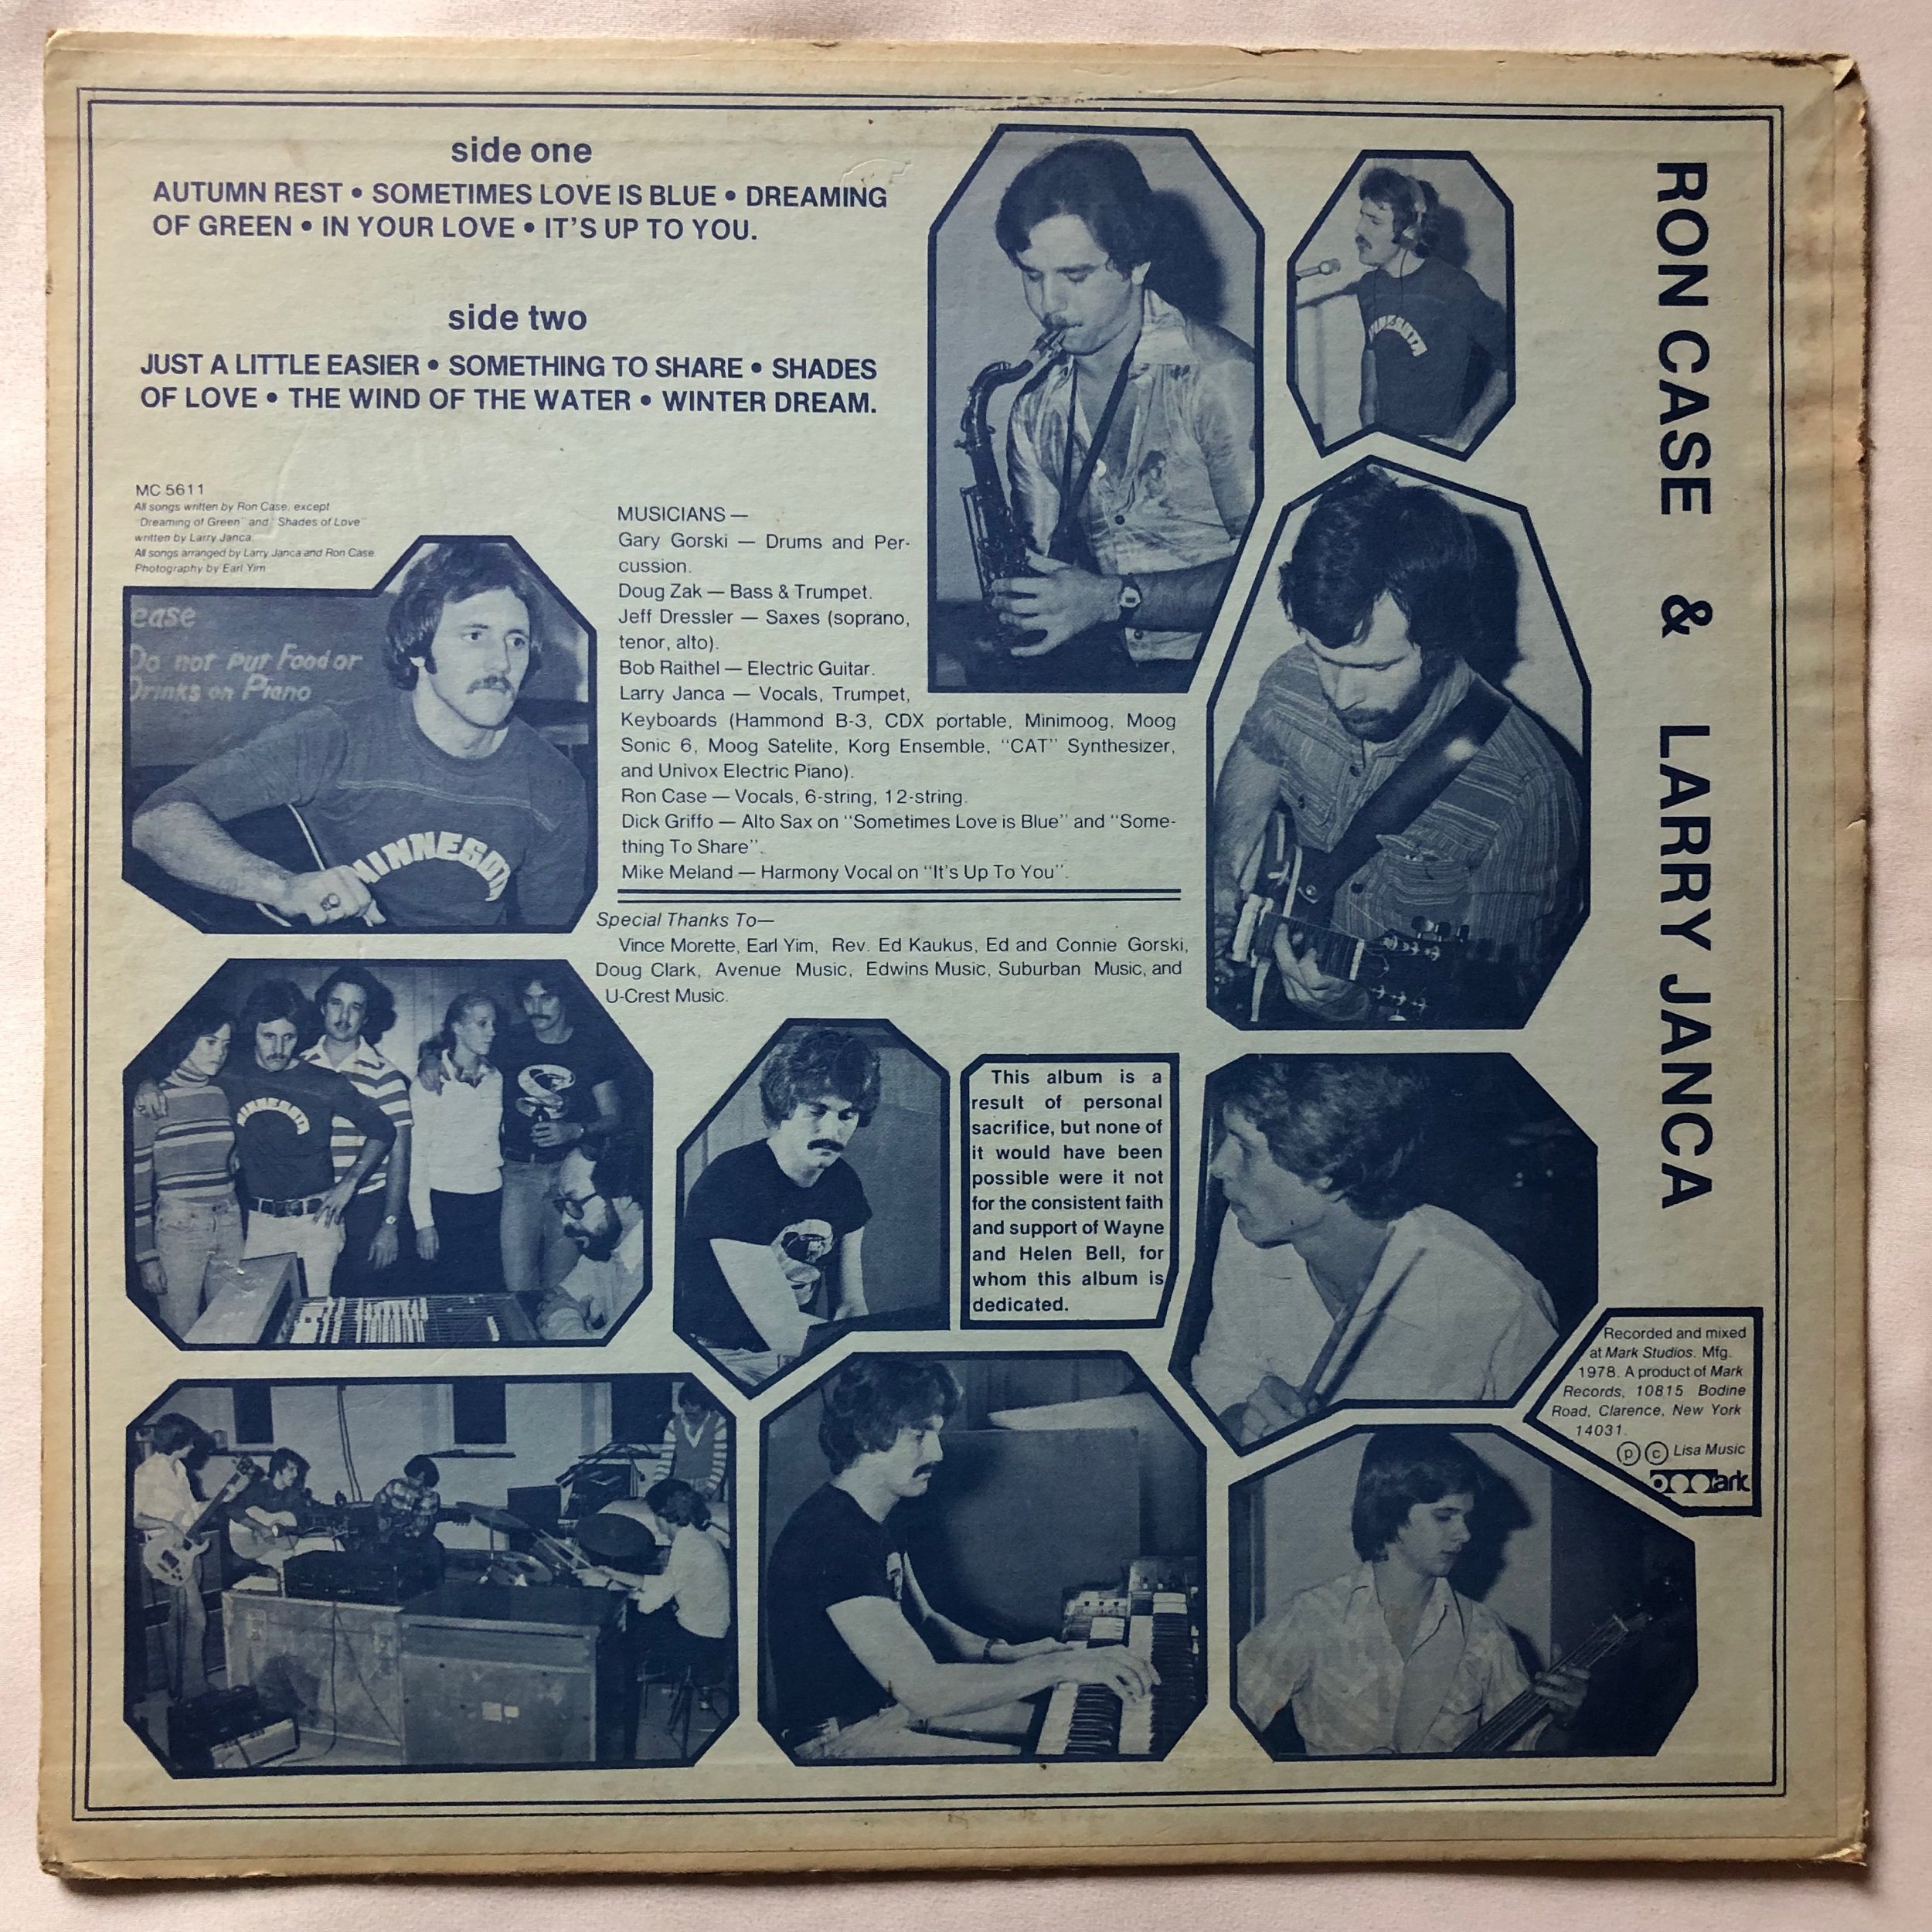 side one
AUTUMN REST • SOMETIMES LOVE IS BLUE • DREAMING
OF GREEN • IN YOUR LOVE • IT'S UP TO YOU.
side two
JUST A LITTLE EASIER • SOMETHING TO SHARE • SHADES
OF LOVE • THE WIND OF THE WATER • WINTER DREAM.
MC 5611
All songs written by Ron Case, except
"Dreaming of Green" and "Shades of Love"
written by Larry Janca.
All songs arranged by Larry Janca and Ron Case.
Photography by Earl Yim
ease
Do not put Food or
Drinks on Piano
MINNESOTA
MUSICIANS —
Gary Gorski — Drums and Per-
cussion.
Doug Zak — Bass & Trumpet.
Jeff Dressler — Saxes (soprano,
tenor, alto).
Bob Raithel — Electric Guitar.
Larry Janca — Vocals, Trumpet,
Keyboards (Hammond B-3, CDX portable, Minimoog, Moog
Sonic 6, Moog Satelite, Korg Ensemble, "CAT" Synthesizer,
and Univox Electric Piano).
Ron Case — Vocals, 6-string, 12-string.
Dick Griffo — Alto Sax on "Sometimes Love is Blue" and "Some-
thing To Share".
Mike Meland — Harmony Vocal on "It's Up To You".
Special Thanks To—
Vince Morette, Earl Yim, Rev. Ed Kaukus, Ed and Connie Gorski,
Doug Clark, Avenue Music, Edwins Music, Suburban Music, and
U-Crest Music.
MINNESOTA
MINNESOTA
This album is a
result of personal
sacrifice, but none of
it would have been
possible were it not
for the consistent faith
and support of Wayne
and Helen Bell, for
whom this album is
dedicated.
RON CASE & LARRY JANCA
Recorded and mixed
at Mark Studios. Mfg.
1978. A product of Mark
Records, 10815 Bodine
Road, Clarence, New York
14031.
Ⓟ Ⓒ Lisa Music
mark